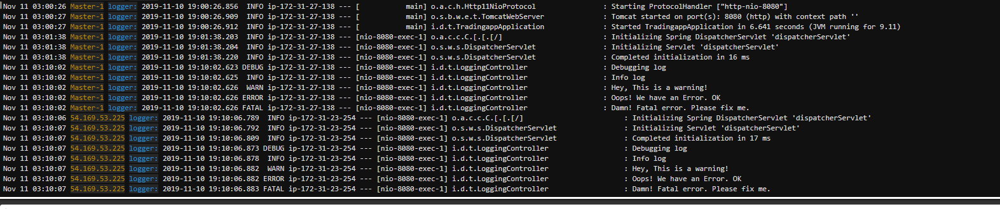 Nov 11 03:00:26 Master-1 logger: 2019-11-10 19:00:26.856  INFO ip-172-31-27-138 --- [           main] o.a.c.h.Http11NioProtocol                : Starting ProtocolHandler ["http-nio-8080"]
Nov 11 03:00:27 Master-1 logger: 2019-11-10 19:00:26.909  INFO ip-172-31-27-138 --- [           main] o.s.b.w.e.TomcatWebServer              : Tomcat started on port(s): 8080 (http) with context path ''
Nov 11 03:00:27 Master-1 logger: 2019-11-10 19:00:26.912  INFO ip-172-31-27-138 --- [           main] i.d.t.TradingappApplication              : Started TradingappApplication in 6.641 seconds (JVM running for 9.11)
Nov 11 03:01:38 Master-1 logger: 2019-11-10 19:01:38.203  INFO ip-172-31-27-138 --- [nio-8080-exec-1] o.a.c.c.C.[.[.[/]                        : Initializing Spring DispatcherServlet 'dispatcherServlet'
Nov 11 03:01:38 Master-1 logger: 2019-11-10 19:01:38.204  INFO ip-172-31-27-138 --- [nio-8080-exec-1] o.s.w.s.DispatcherServlet                : Initializing Servlet 'dispatcherServlet'
Nov 11 03:01:38 Master-1 logger: 2019-11-10 19:01:38.220  INFO ip-172-31-27-138 --- [nio-8080-exec-1] o.s.w.s.DispatcherServlet                : Completed initialization in 16 ms
Nov 11 03:10:02 Master-1 logger: 2019-11-10 19:10:02.623 DEBUG ip-172-31-27-138 --- [nio-8080-exec-1] i.d.t.LoggingController                  : Debugging log
Nov 11 03:10:02 Master-1 logger: 2019-11-10 19:10:02.625  INFO ip-172-31-27-138 --- [nio-8080-exec-1] i.d.t.LoggingController                  : Info log
Nov 11 03:10:02 Master-1 logger: 2019-11-10 19:10:02.626  WARN ip-172-31-27-138 --- [nio-8080-exec-1] i.d.t.LoggingController                  : Hey, This is a warning!
Nov 11 03:10:02 Master-1 logger: 2019-11-10 19:10:02.626 ERROR ip-172-31-27-138 --- [nio-8080-exec-1] i.d.t.LoggingController                  : Oops! We have an Error. OK
Nov 11 03:10:02 Master-1 logger: 2019-11-10 19:10:02.626 FATAL ip-172-31-27-138 --- [nio-8080-exec-1] i.d.t.LoggingController                  : Damn! Fatal error. Please fix me.
Nov 11 03:10:06 54.169.53.225 logger: 2019-11-10 19:10:06.789  INFO ip-172-31-23-254 --- [nio-8080-exec-1] o.a.c.c.C.[.[.[/]                        : Initializing Spring DispatcherServlet 'dispatcherServlet'
Nov 11 03:10:07 54.169.53.225 logger: 2019-11-10 19:10:06.792  INFO ip-172-31-23-254 --- [nio-8080-exec-1] o.s.w.s.DispatcherServlet                : Initializing Servlet 'dispatcherServlet'
Nov 11 03:10:07 54.169.53.225 logger: 2019-11-10 19:10:06.809  INFO ip-172-31-23-254 --- [nio-8080-exec-1] o.s.w.s.DispatcherServlet                : Completed initialization in 17 ms
Nov 11 03:10:07 54.169.53.225 logger: 2019-11-10 19:10:06.873 DEBUG ip-172-31-23-254 --- [nio-8080-exec-1] i.d.t.LoggingController                  : Debugging log
Nov 11 03:10:07 54.169.53.225 logger: 2019-11-10 19:10:06.878  INFO ip-172-31-23-254 --- [nio-8080-exec-1] i.d.t.LoggingController                  : Info log
Nov 11 03:10:07 54.169.53.225 logger: 2019-11-10 19:10:06.882  WARN ip-172-31-23-254 --- [nio-8080-exec-1] i.d.t.LoggingController                  : Hey, This is a warning!
Nov 11 03:10:07 54.169.53.225 logger: 2019-11-10 19:10:06.882 ERROR ip-172-31-23-254 --- [nio-8080-exec-1] i.d.t.LoggingController                  : Oops! We have an Error. OK
Nov 11 03:10:07 54.169.53.225 logger: 2019-11-10 19:10:06.883 FATAL ip-172-31-23-254 --- [nio-8080-exec-1] i.d.t.LoggingController                  : Damn! Fatal error. Please fix me.